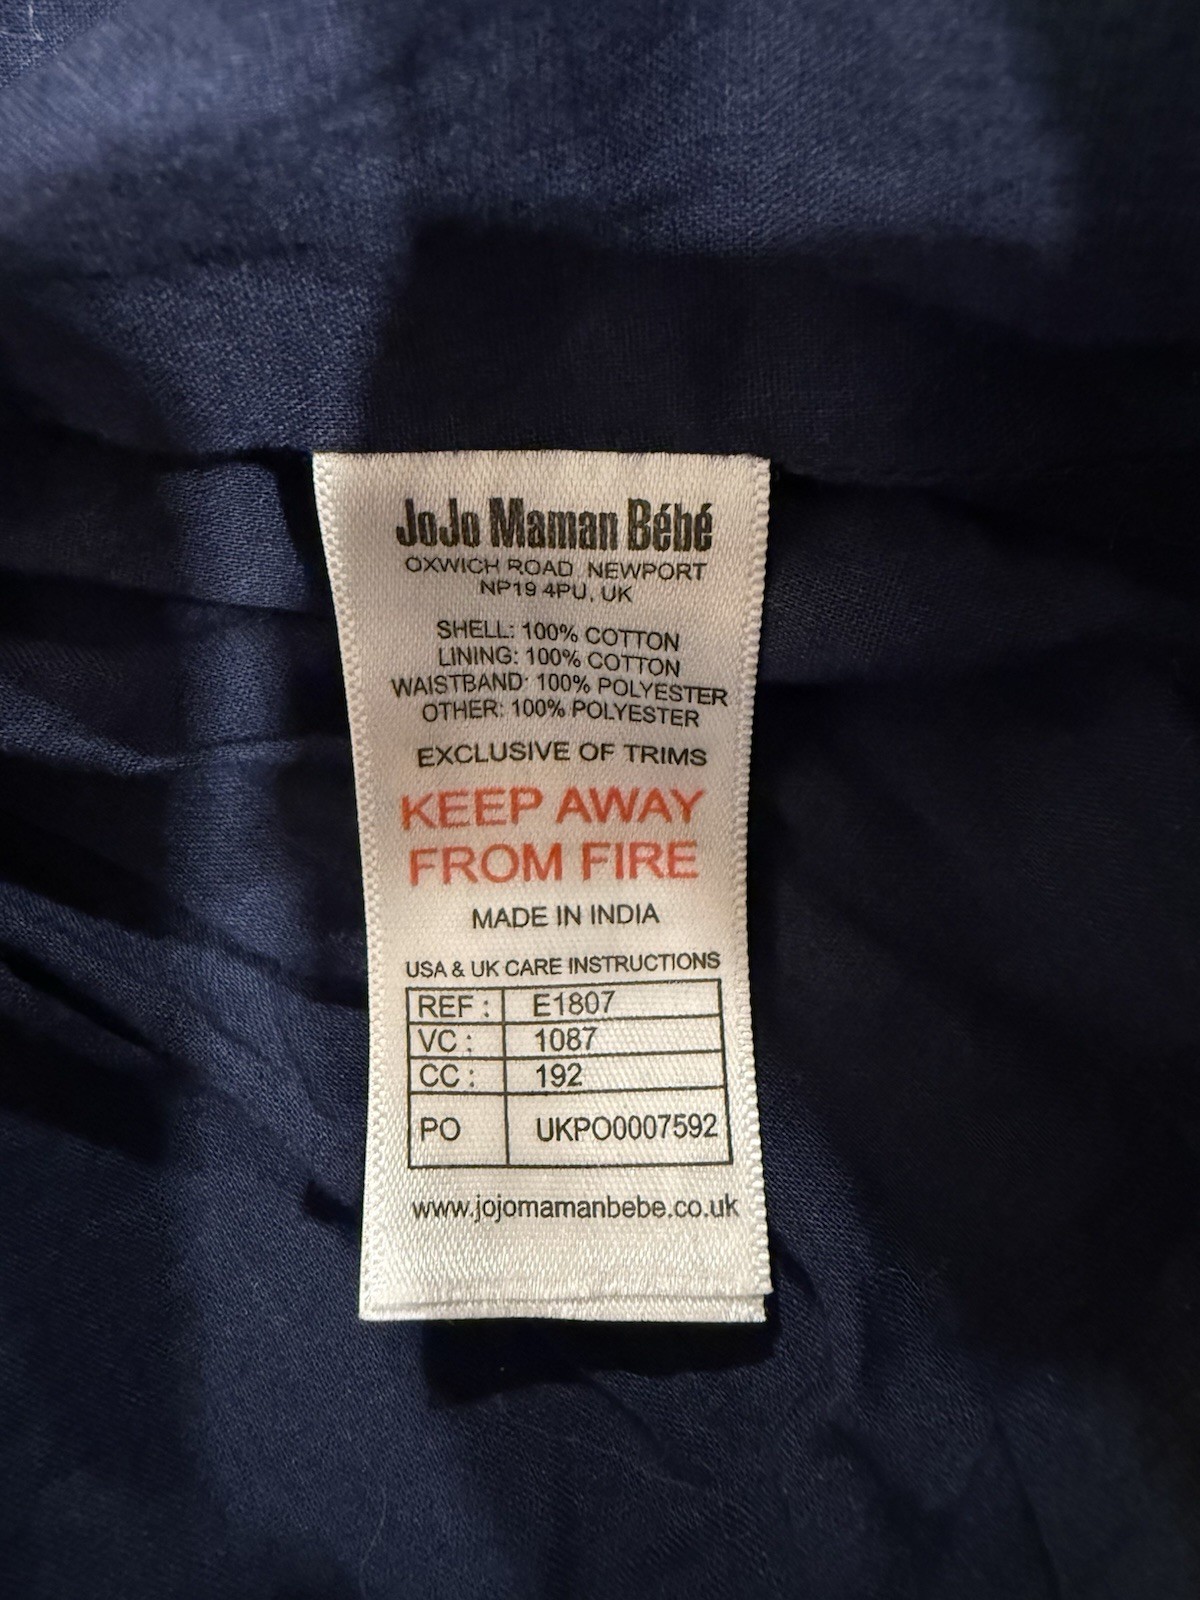 JoJo Maman Bébé
OXWICH ROAD, NEWPORT
NP19 4PU, UK
SHELL: 100% COTTON
LINING: 100% COTTON
WAISTBAND: 100% POLYESTER
OTHER: 100% POLYESTER
EXCLUSIVE OF TRIMS
KEEP AWAY
FROM FIRE
MADE IN INDIA
USA & UK CARE INSTRUCTIONS
REF : E1807
VC : 1087
CC : 192
PO UKPO0007592
www.jojomamanbebe.co.uk